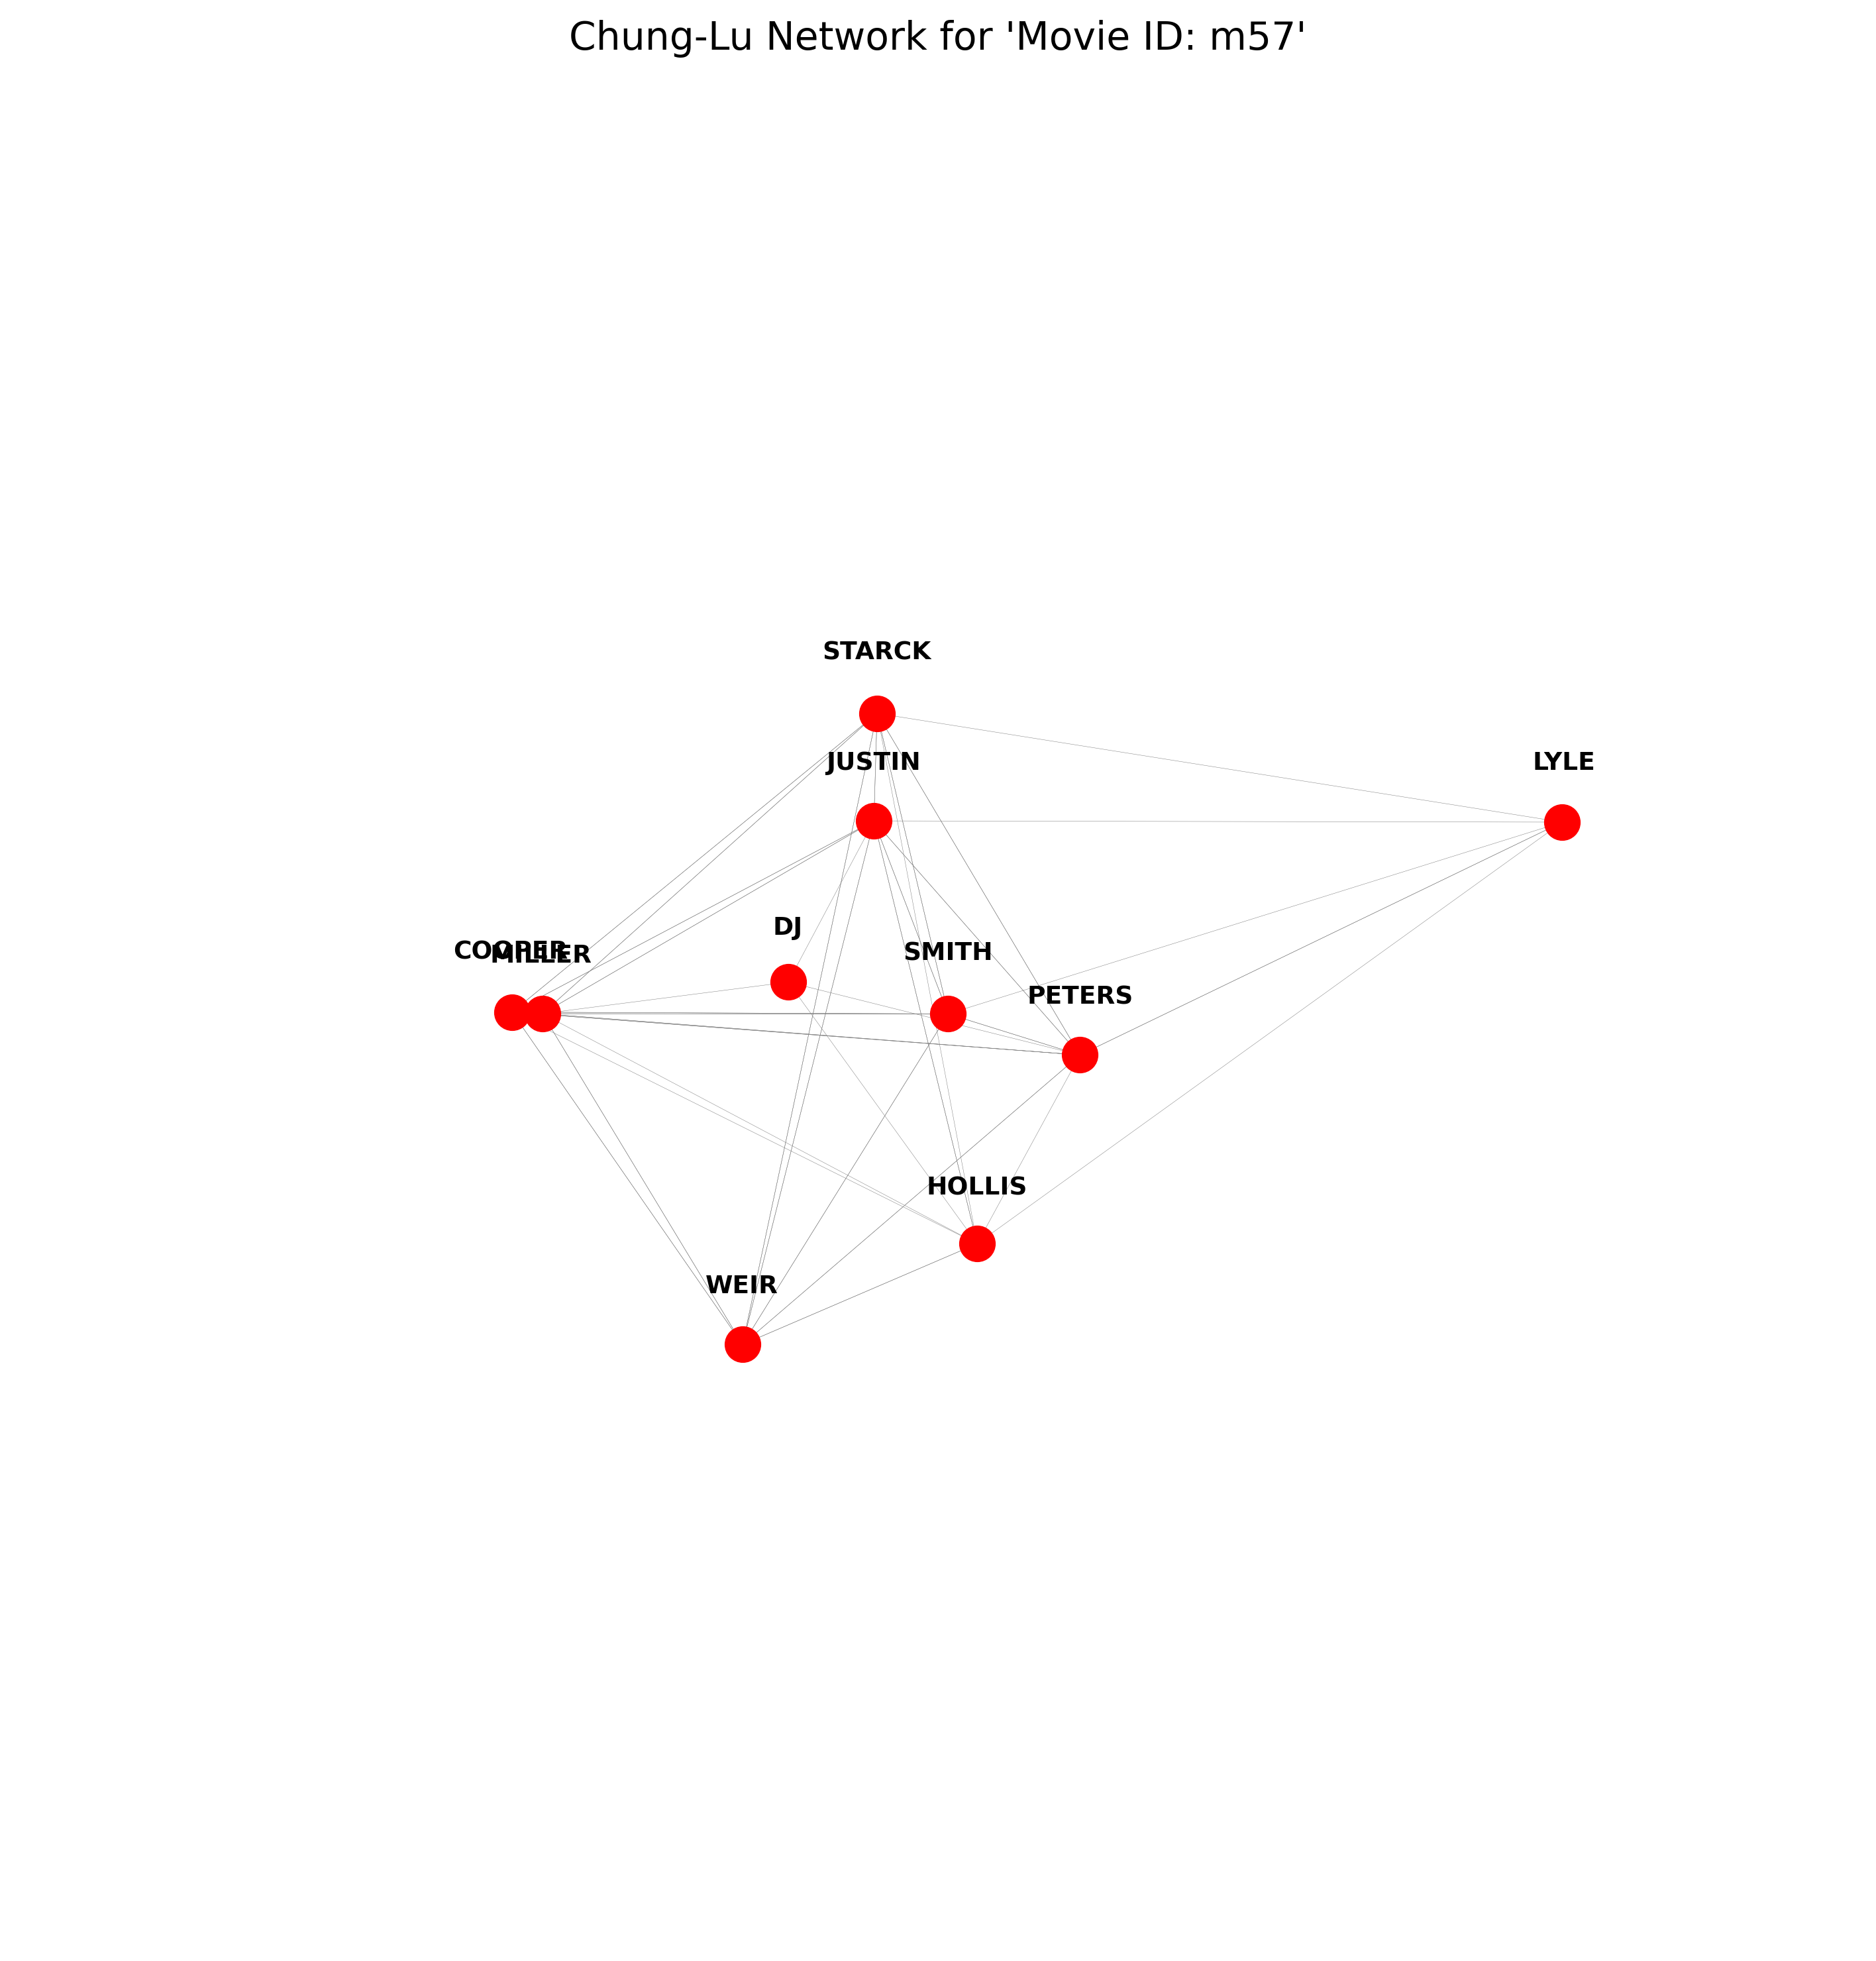 Chung-Lu Network for 'Movie ID: m57'
STARCK
JUSTIN
LYLE
DJ
COOPER
MILLER
SMITH
PETERS
HOLLIS
WEIR